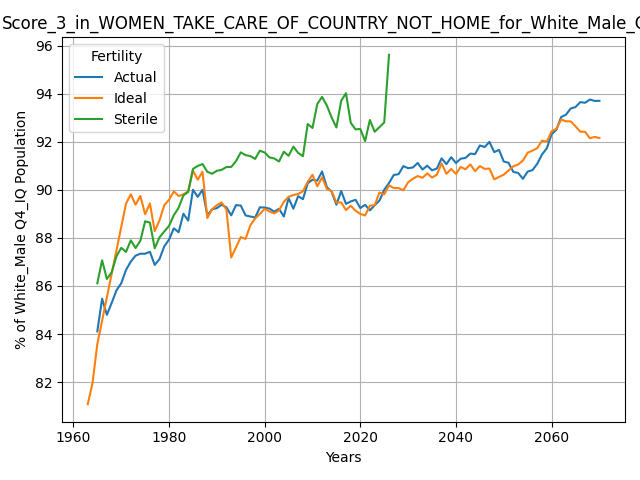 Score_3_in_WOMEN_TAKE_CARE_OF_COUNTRY_NOT_HOME_for_White_Male_
Fertility
Actual
Ideal
Sterile
% of White_Male Q4_IQ Population
96
94
92
90
88
86
84
82
1960
1980
2000
2020
2040
2060
Years